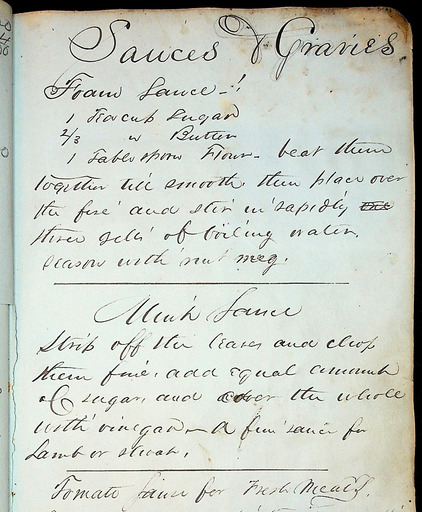 Sauces & Gravies
Foam Sauce -
1 Teacup Sugar
2/3 " Butter
1 Tablespoon Flour - beat them
together till smooth, then place over
the fire and stir in rapidly
three gills of boiling water,
season with nut meg.
Mint Sauce
Strip off the leaves and chop
them fine, add equal amount
of sugar, and cover the whole
with vinegar - A fine sauce for
Lamb or steak.
Tomato Sauce for Fresh Meats.